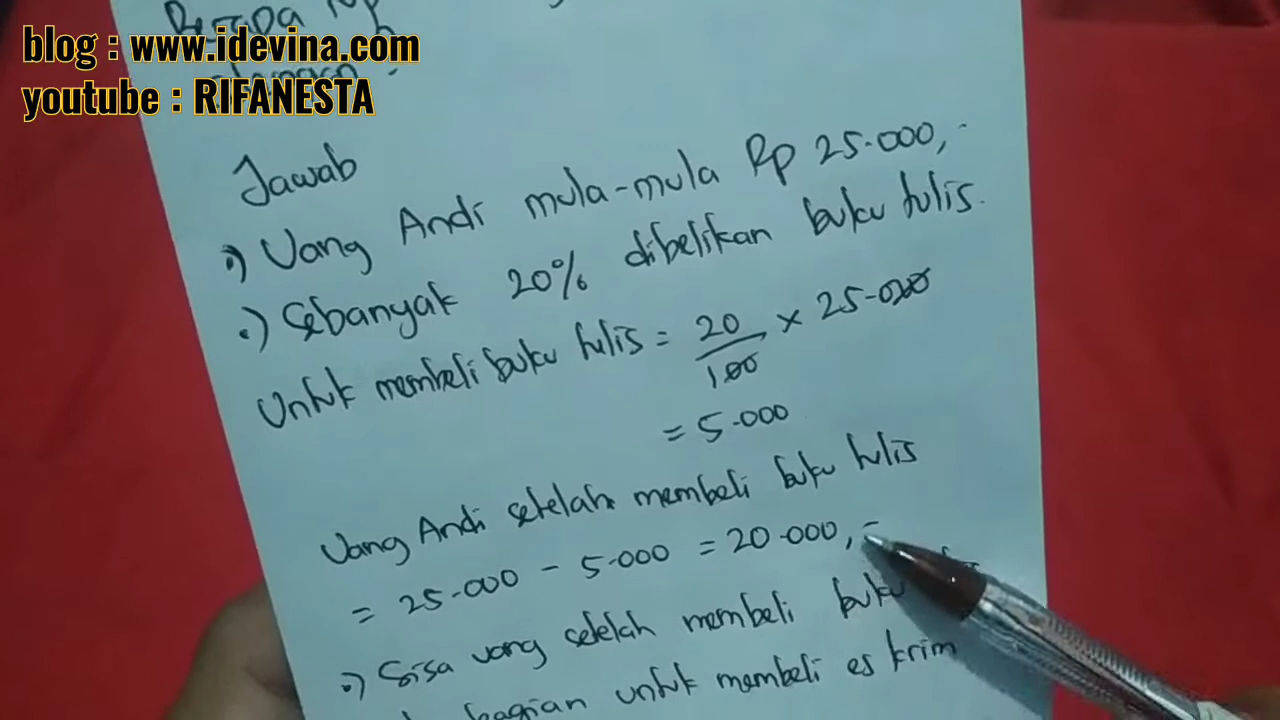 Berapa
blog : www.idevina.com
youtube : RIFANESTA
Jawab
•) Uang Andi mula-mula Rp 25.000,-
•) Sebanyak 20% dibelikan buku tulis.
Untuk membeli buku tulis = 20/100 × 25.000
= 5.000
Uang Andi setelah membeli buku tulis
= 25.000 - 5.000 = 20.000,-
•) Sisa uang setelah membeli buku
bagian untuk membeli es krim